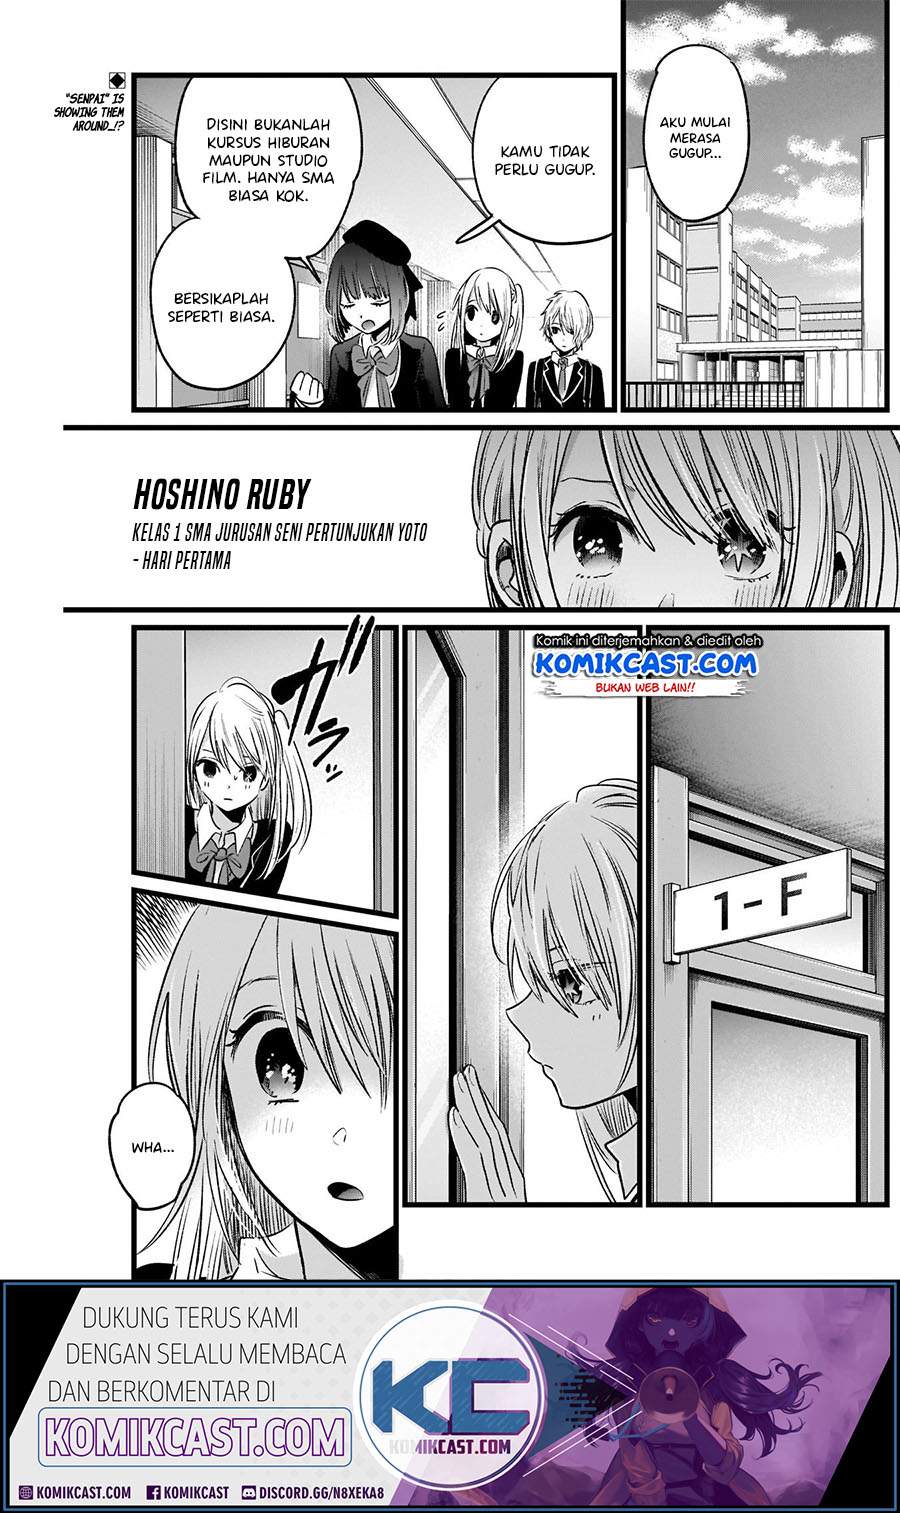 AKU MULAI
MERASA
GUGUP...
KAMU TIDAK
PERLU GUGUP.
DISINI BUKANLAH
KURSUS HIBURAN
MAUPUN STUDIO
FILM. HANYA SMA
BIASA KOK.
BERSIKAPLAH
SEPERTI BIASA.
"SENPAI" IS
SHOWING THEM
AROUND...!?
HOSHINO RUBY
KELAS 1 SMA JURUSAN SENI PERTUNJUKAN YOTO
- HARI PERTAMA
Komik ini diterjemahkan & diedit oleh
KOMIKCAST.COM
BUKAN WEB LAIN!!
1-F
ガラッ
WHA...
DUKUNG TERUS KAMI
DENGAN SELALU MEMBACA
DAN BERKOMENTAR DI
KOMIKCAST.COM
KC
KOMIKCAST.COM
KOMIKCAST.COM
KOMIKCAST
DISCORD.GG/N8XEKA8